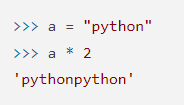 >>> a = "python"
>>> a * 2
'pythonpython'